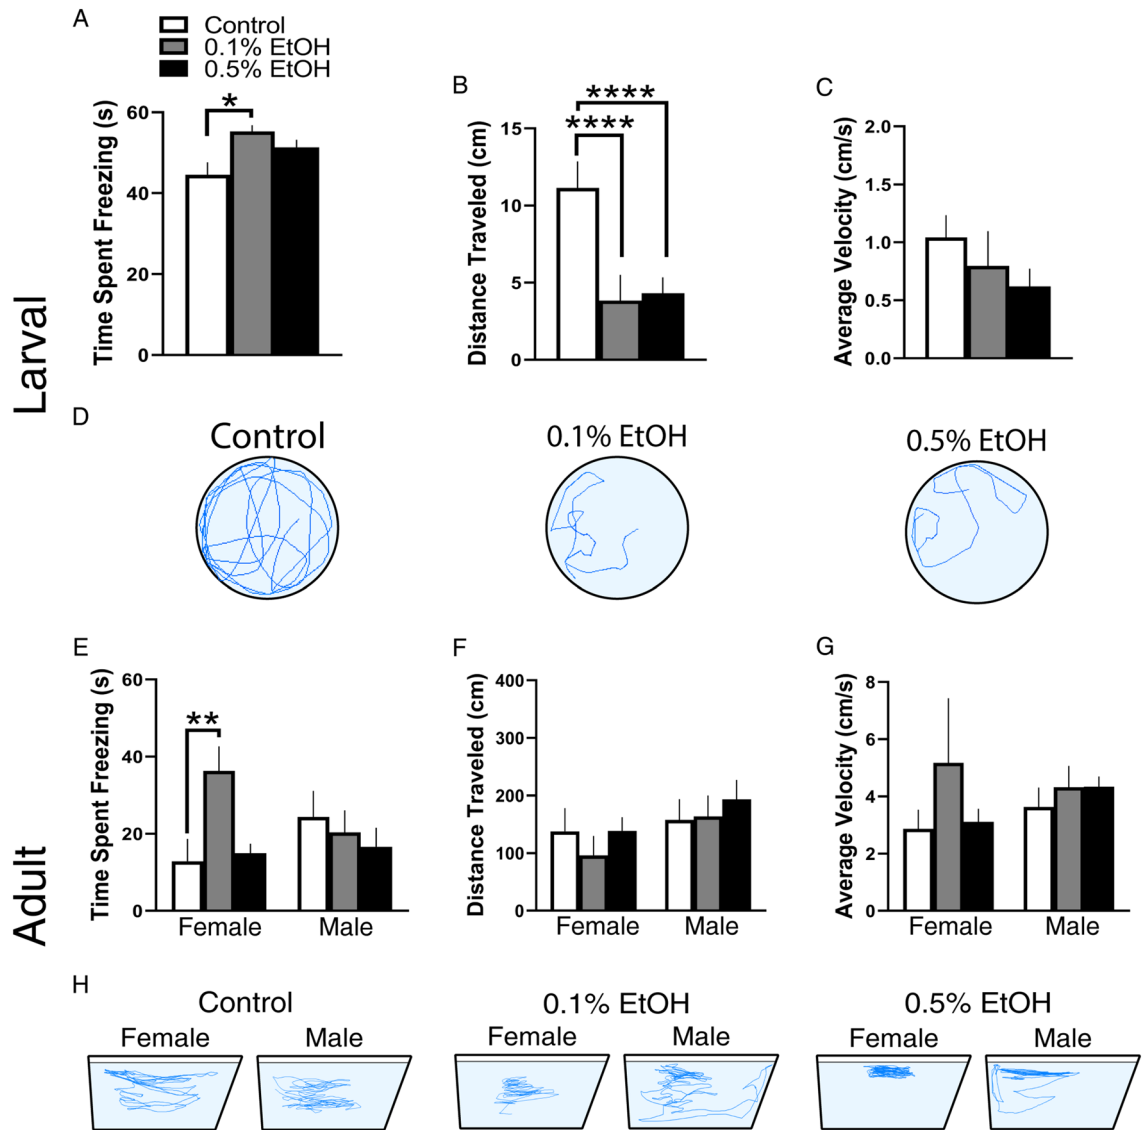 A
Control
0.1% EtOH
0.5% EtOH
Larval
Time Spent Freezing (s)
60
40
20
0
*
B
Distance Traveled (cm)
15
10
5
0
****
****
C
Average Velocity (cm/s)
2.0
1.5
1.0
0.5
0.0
D
Control
0.1% EtOH
0.5% EtOH
Adult
E
Time Spent Freezing (s)
60
40
20
0
**
Female Male
F
Distance Traveled (cm)
400
300
200
100
0
Female Male
G
Average Velocity (cm/s)
8
6
4
2
0
Female Male
H
Control
Female Male
0.1% EtOH
Female Male
0.5% EtOH
Female Male